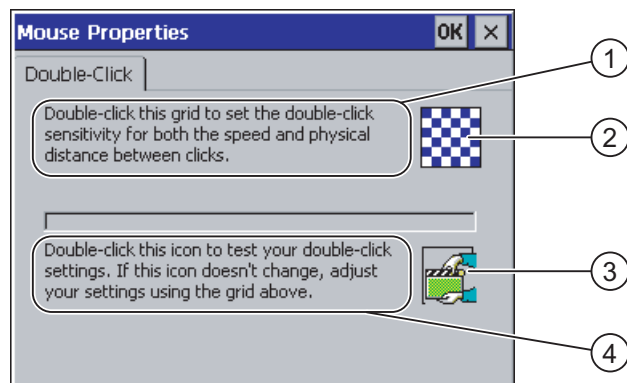 Mouse Properties OK ×
1
Double-Click
Double-click this grid to set the double-click
sensitivity for both the speed and physical
distance between clicks.
2
Double-click this icon to test your double-click
settings. If this icon doesn't change, adjust
your settings using the grid above.
3
4